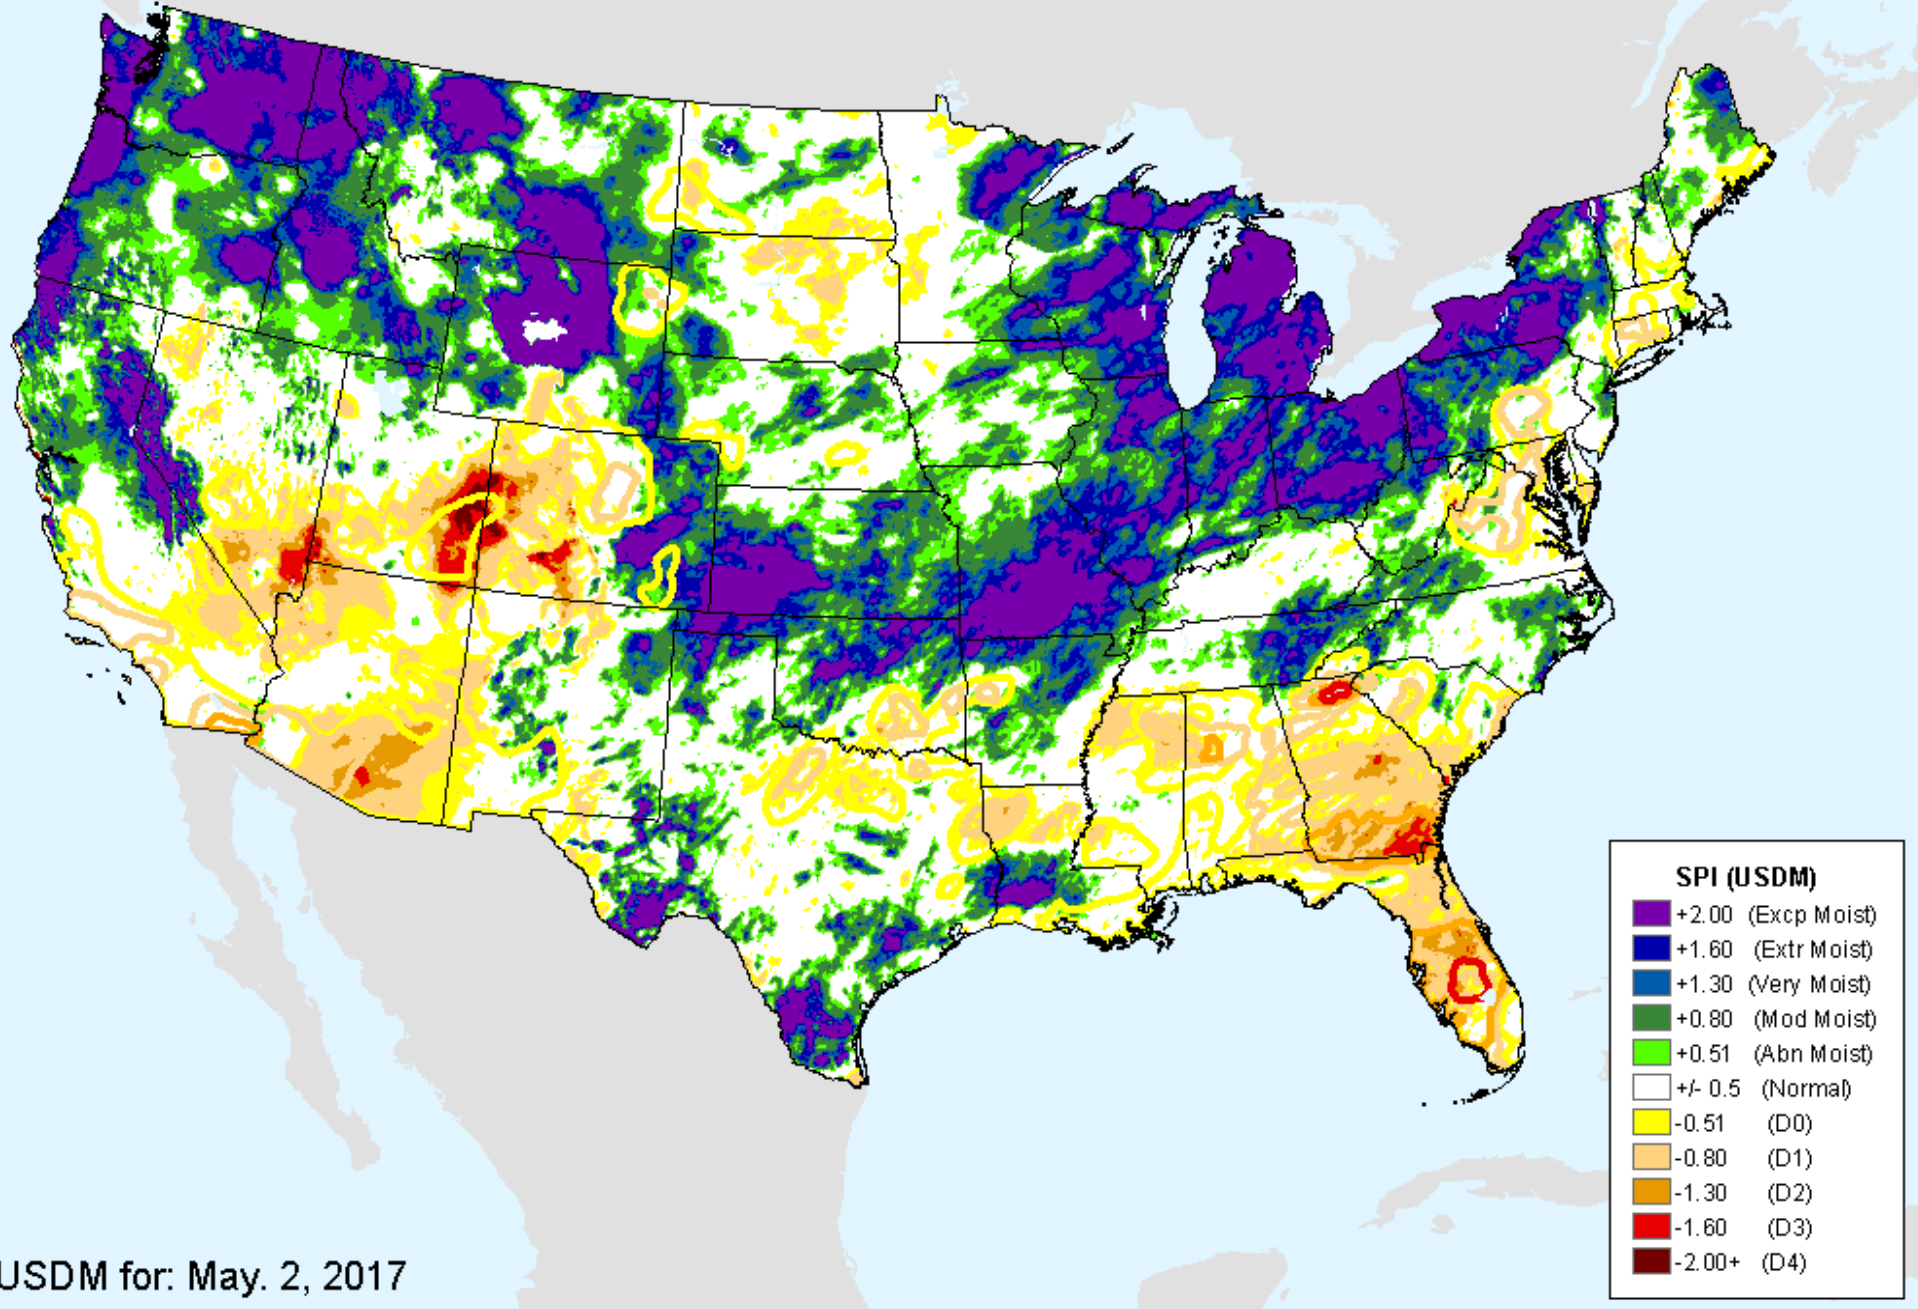 SPI (USDM)
+2.00 (Excp Moist)
+1.60 (Extr Moist)
+1.30 (Very Moist)
+0.80 (Mod Moist)
+0.51 (Abn Moist)
+/- 0.5 (Normal)
-0.51 (D0)
-0.80 (D1)
-1.30 (D2)
-1.60 (D3)
-2.00+ (D4)
USDM for: May. 2, 2017